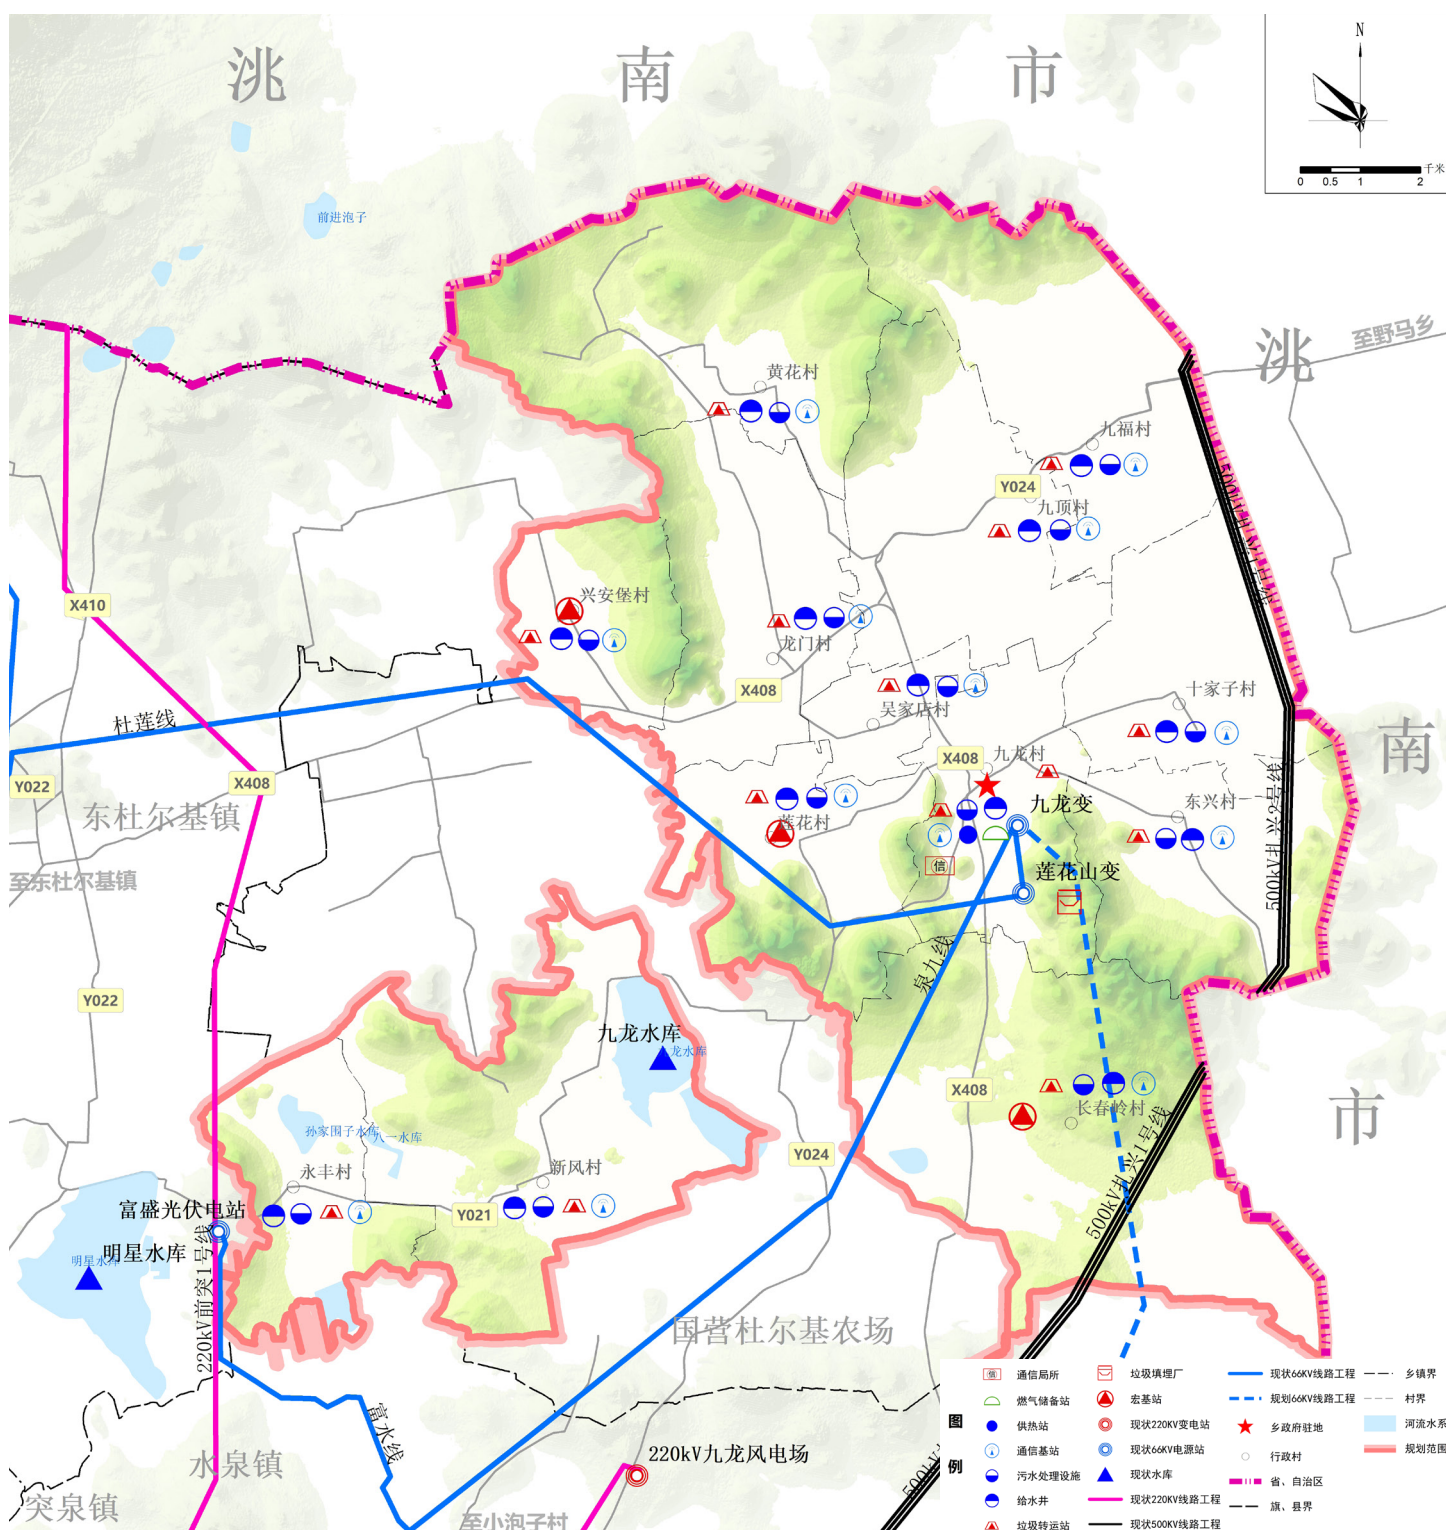 洮 南 市
N
千米
0 0.5 1 2
前进泡子
至野马乡
洮
黄花村
九福村
Y024
九顶村
兴安堡村
X410
龙门村
X408
十家子村
吴家店村
杜莲线
南
九龙村
X408
X408
Y022
东杜尔基镇
九龙变
东兴村
莲花村
500kV扎兴2号线
至东杜尔基镇
信
莲花山变
泉九线
Y022
九龙水库
龙水库
X408
长春岭村
市
孙家围子水库
八一水库
500kV扎兴1号线
Y024
永丰村
新风村
富盛光伏电站
Y021
明星水库
明星水库
220kV前突1号线
国营杜尔基农场
富水线
220kV九龙风电场
水泉镇
突泉镇
至小泡子村
500kV
图例
信 通信局所
燃气储备站
供热站
通信基站
污水处理设施
给水井
垃圾转运站
垃圾填埋厂
宏基站
现状220KV变电站
现状66KV电源站
现状水库
现状220KV线路工程
现状500KV线路工程
现状66KV线路工程
规划66KV线路工程
乡政府驻地
行政村
省、自治区
旗、县界
乡镇界
村界
河流水系
规划范围